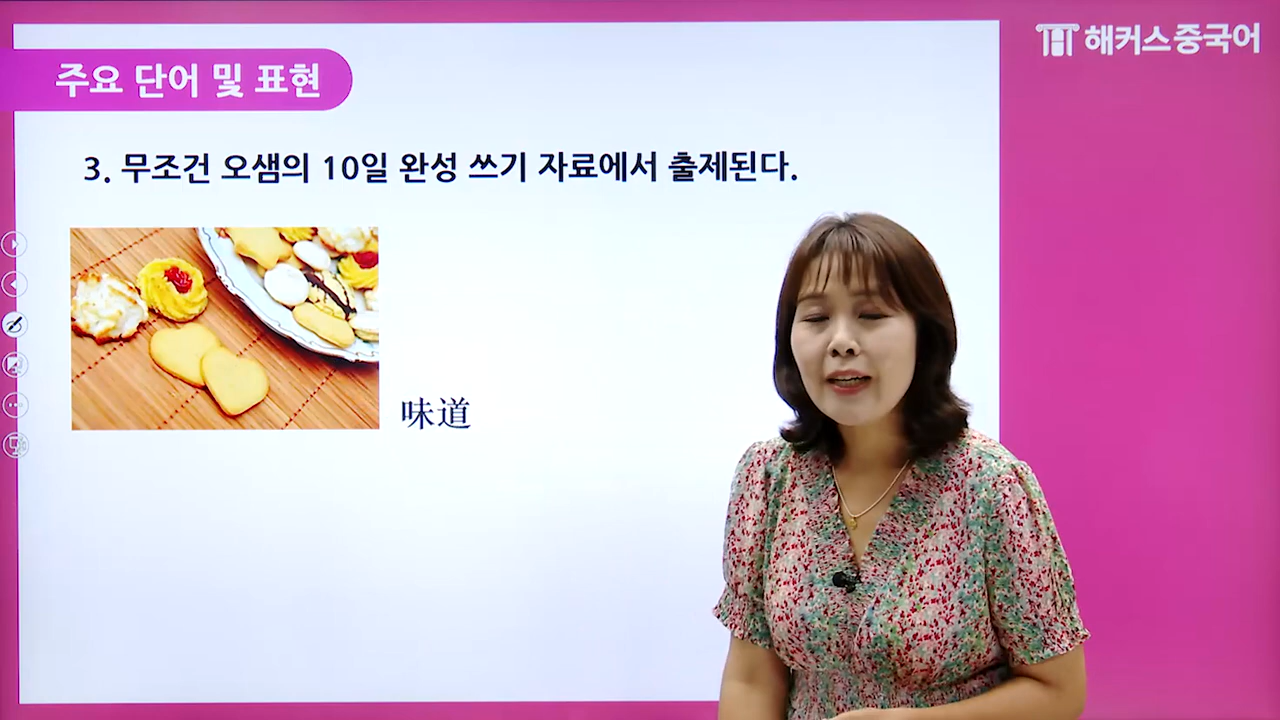 해커스중국어
주요 단어 및 표현
3. 무조건 오쌤의 10일 완성 쓰기 자료에서 출제된다.
味道